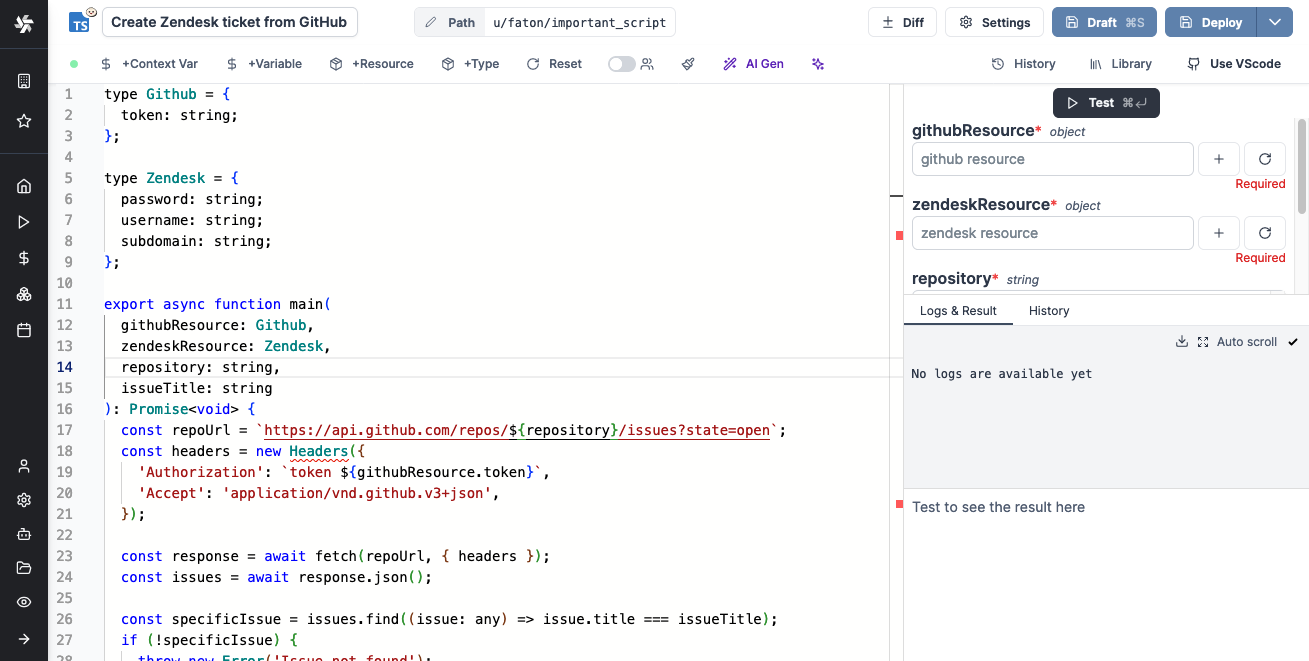 TS
Create Zendesk ticket from GitHub
Path u/faton/important_script
Diff
Settings
Draft ⌘S
Deploy
+Context Var
+Variable
+Resource
+Type
Reset
AI Gen
History
Library
Use VScode
1 type Github = {
2 token: string;
3 };
4
5 type Zendesk = {
6 password: string;
7 username: string;
8 subdomain: string;
9 };
10
11 export async function main(
12 githubResource: Github,
13 zendeskResource: Zendesk,
14 repository: string,
15 issueTitle: string
16 ): Promise<void> {
17 const repoUrl = `https://api.github.com/repos/${repository}/issues?state=open`;
18 const headers = new Headers({
19 'Authorization': `token ${githubResource.token}`,
20 'Accept': 'application/vnd.github.v3+json',
21 });
22
23 const response = await fetch(repoUrl, { headers });
24 const issues = await response.json();
25
26 const specificIssue = issues.find((issue: any) => issue.title === issueTitle);
27 if (!specificIssue) {
28 throw new Error('Issue not found');
Test ⌘↵
githubResource* object
github resource
+
Required
zendeskResource* object
zendesk resource
+
Required
repository* string
Logs & Result
History
Auto scroll
No logs are available yet
Test to see the result here